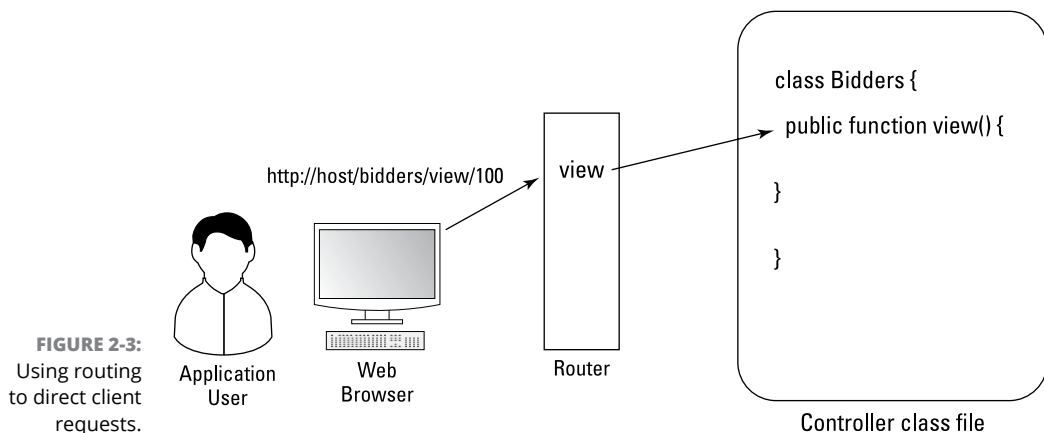 class Bidders {
public function view() {
}
}
http://host/bidders/view/100
view
FIGURE 2-3:
Using routing
to direct client
requests.
Application
User
Web
Browser
Router
Controller class file